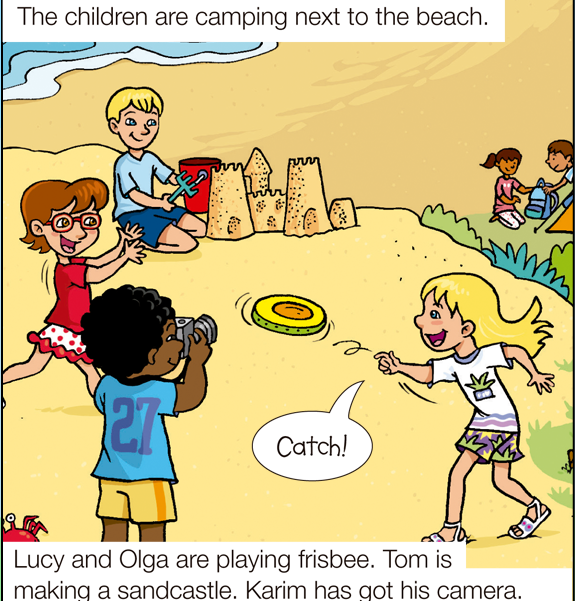 The children are camping next to the beach.
27
Catch!
Lucy and Olga are playing frisbee. Tom is
making a sandcastle. Karim has got his camera.